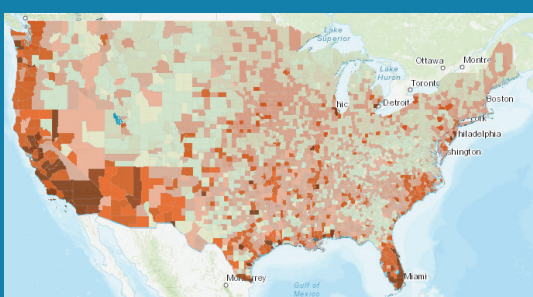 Lake
Superior
Ottawa
Montre
Lake
Huron
Toronto
Boston
hic
Detroit
York
hiladelphia
shington
Miami
Monterrey
Gulf of
Mexico